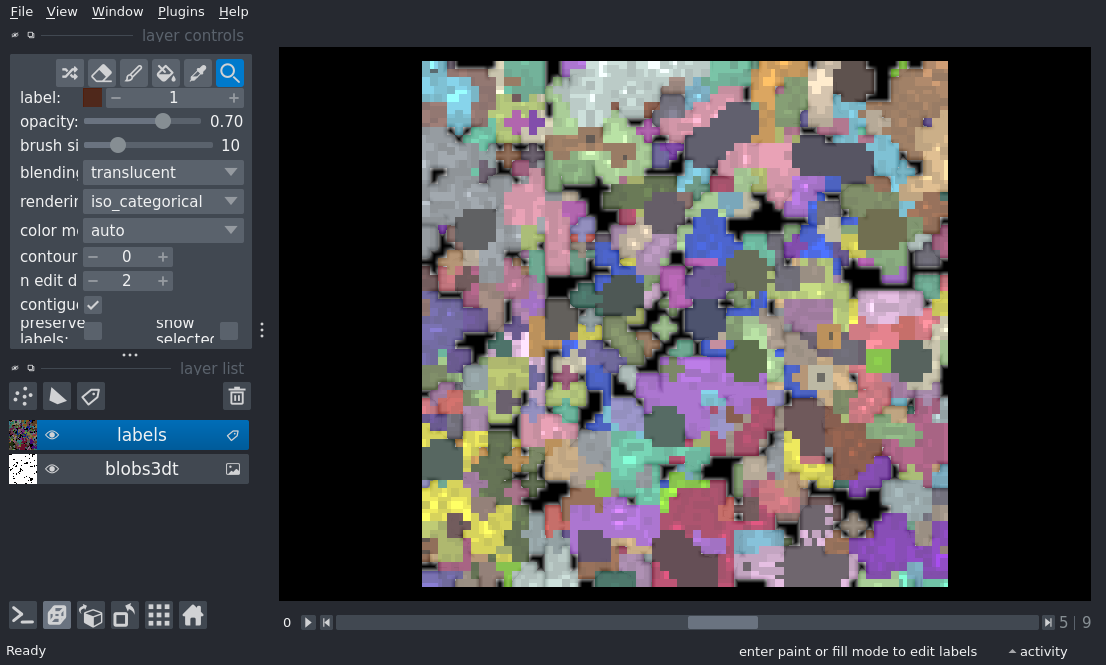 File View Window Plugins Help
layer controls
label: 1
opacity: 0.70
brush si 10
blending translucent
renderin iso_categorical
color m auto
contour 0
n edit d 2
contigu
preserve labels: show selected
layer list
labels
blobs3dt
0 5 | 9
Ready enter paint or fill mode to edit labels activity